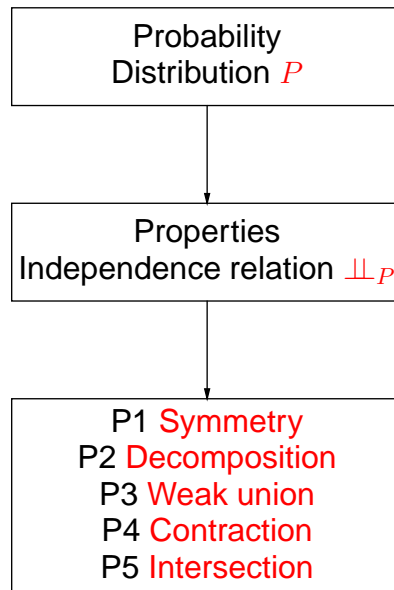 Probability
Distribution P
Properties
Independence relation ⊥⊥P
P1 Symmetry
P2 Decomposition
P3 Weak union
P4 Contraction
P5 Intersection